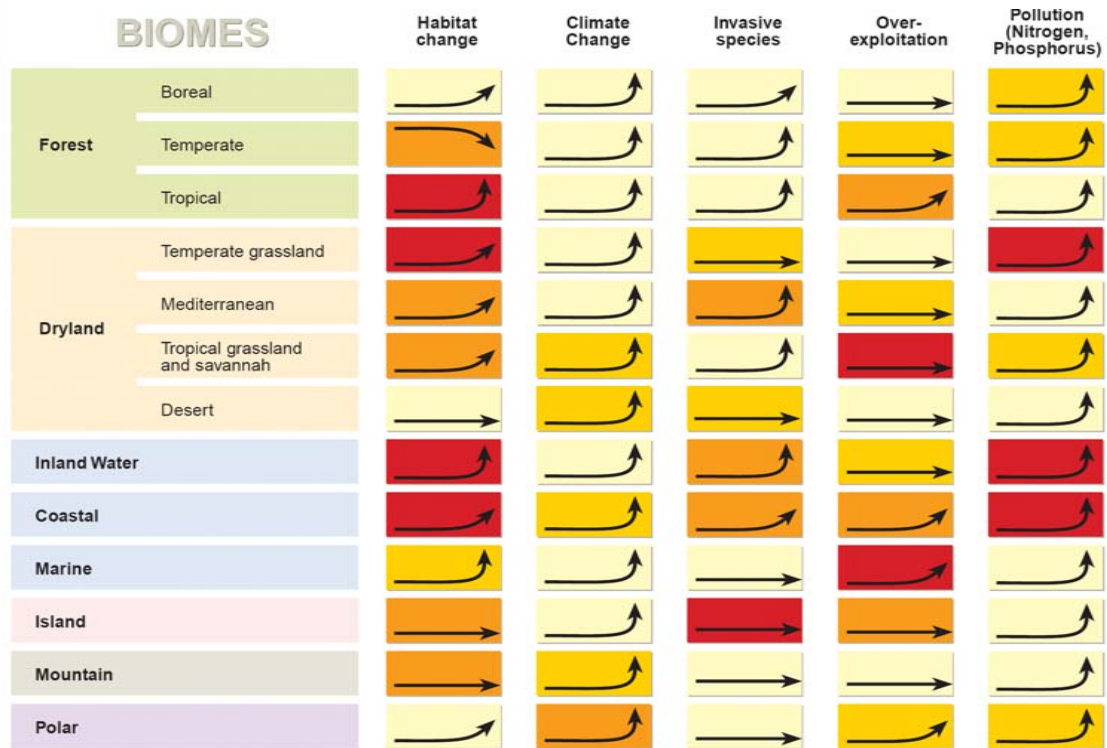 BIOMES
Habitat
change
Climate
Change
Invasive
species
Over-
exploitation
Pollution
(Nitrogen,
Phosphorus)
Forest
Boreal
Temperate
Tropical
Dryland
Temperate grassland
Mediterranean
Tropical grassland
and savannah
Desert
Inland Water
Coastal
Marine
Island
Mountain
Polar